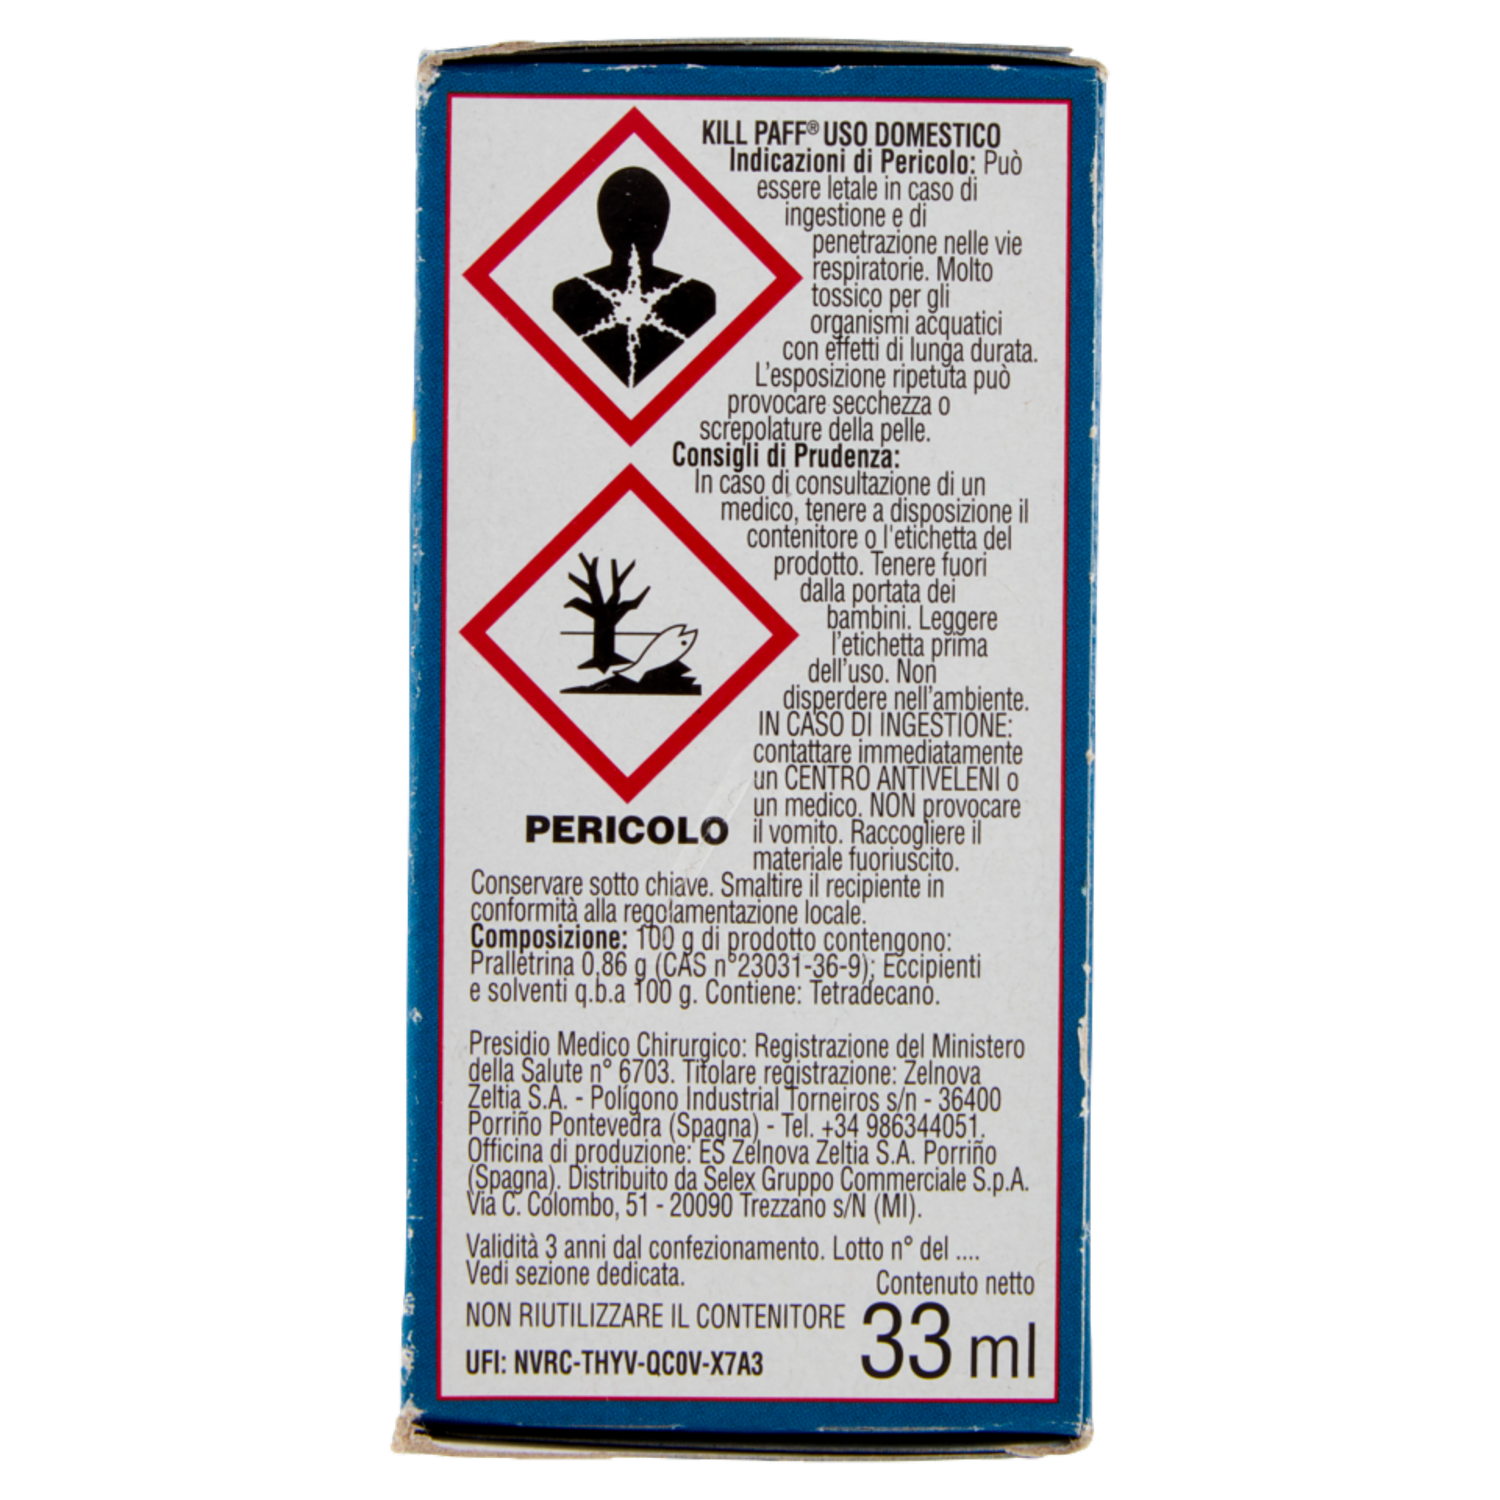 KILL PAFF® USO DOMESTICO
Indicazioni di Pericolo: Può
essere letale in caso di
ingestione e di
penetrazione nelle vie
respiratorie. Molto
tossico per gli
organismi acquatici
con effetti di lunga durata.
L'esposizione ripetuta può
provocare secchezza o
screpolature della pelle.
Consigli di Prudenza:
In caso di consultazione di un
medico, tenere a disposizione il
contenitore o l'etichetta del
prodotto. Tenere fuori
dalla portata dei
bambini. Leggere
l'etichetta prima
dell'uso. Non
disperdere nell'ambiente.
IN CASO DI INGESTIONE:
contattare immediatamente
un CENTRO ANTIVELENI o
un medico. NON provocare
il vomito. Raccogliere il
materiale fuoriuscito.
PERICOLO
Conservare sotto chiave. Smaltire il recipiente in
conformità alla regolamentazione locale.
Composizione: 100 g di prodotto contengono:
Pralletrina 0,86 g (CAS n°23031-36-9); Eccipienti
e solventi q.b.a 100 g. Contiene: Tetradecano.
Presidio Medico Chirurgico: Registrazione del Ministero
della Salute n° 6703. Titolare registrazione: Zelnova
Zeltia S.A. - Polígono Industrial Torneiros s/n - 36400
Porriño Pontevedra (Spagna) - Tel. +34 986344051.
Officina di produzione: ES Zelnova Zeltia S.A. Porriño
(Spagna). Distribuito da Selex Gruppo Commerciale S.p.A.
Via C. Colombo, 51 - 20090 Trezzano s/N (MI).
Validità 3 anni dal confezionamento. Lotto n° del ....
Vedi sezione dedicata.
Contenuto netto
NON RIUTILIZZARE IL CONTENITORE
33 ml
UFI: NVRC-THYV-QC0V-X7A3